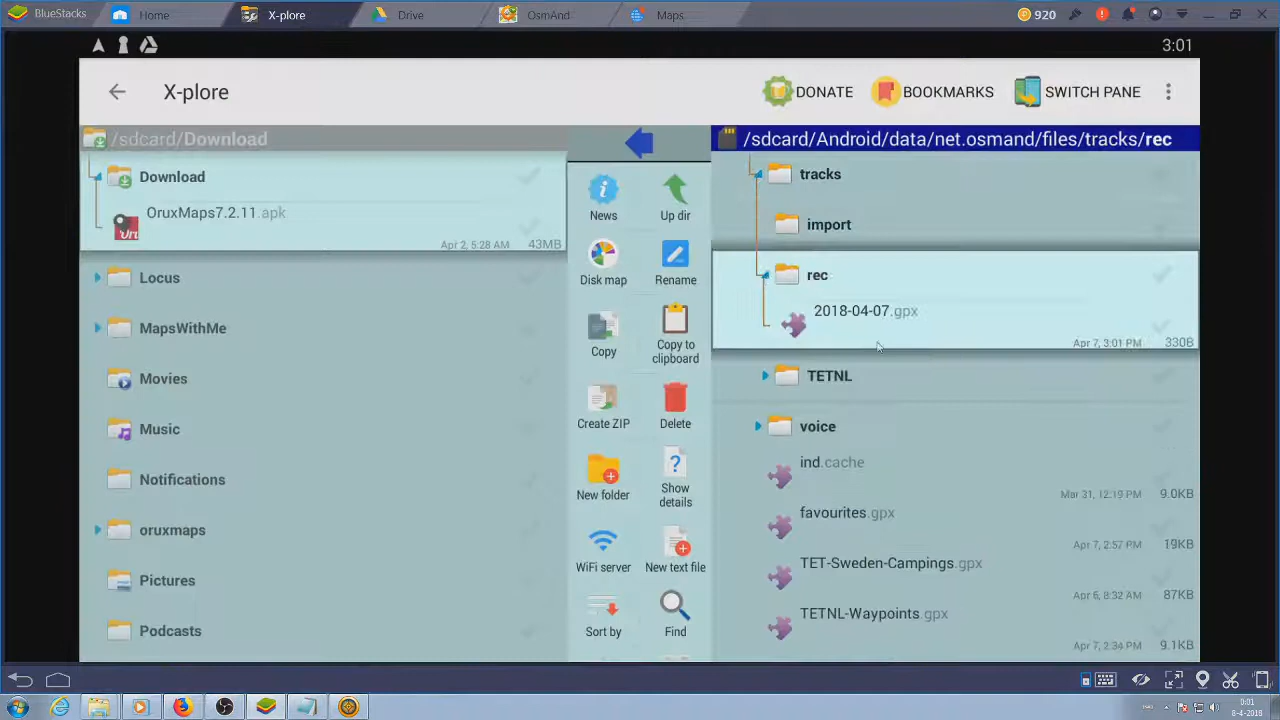 BlueStacks Home X-plore Drive OsmAnd Maps 920
3:01
X-plore DONATE BOOKMARKS SWITCH PANE
/sdcard/Download
Download
OruxMaps7.2.11.apk
Apr 2, 5:28 AM 43MB
Locus
MapsWithMe
Movies
Music
Notifications
oruxmaps
Pictures
Podcasts
News Up dir
Disk map Rename
Copy Copy to
clipboard
Create ZIP Delete
New folder Show
details
WiFi server New text file
Sort by Find
/sdcard/Android/data/net.osmand/files/tracks/rec
tracks
import
rec
2018-04-07.gpx
Apr 7, 3:01 PM 330B
TETNL
voice
ind.cache
Mar 31, 12:19 PM 9.0KB
favourites.gpx
Apr 7, 2:57 PM 19KB
TET-Sweden-Campings.gpx
Apr 6, 8:32 AM 87KB
TETNL-Waypoints.gpx
Apr 7, 2:34 PM 9.1KB
0:01
8-4-2018